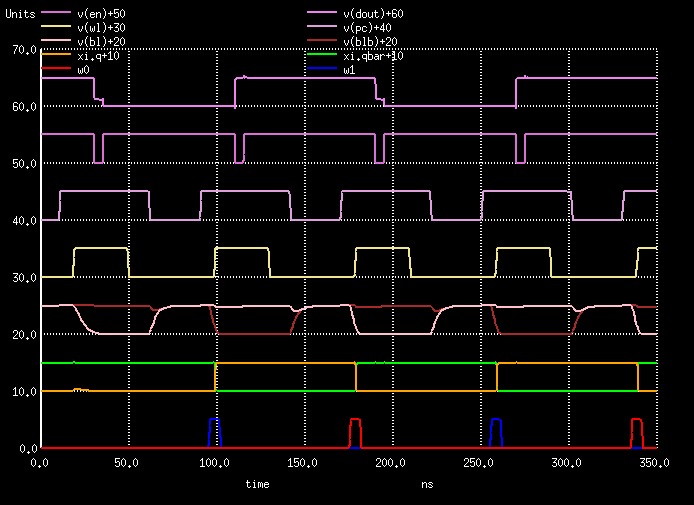 Units v(en)+50 v(dout)+60
v(wl)+30 v(pc)+40
v(bl)+20 v(blb)+20
70.0 xi.q+10 xi.qbar+10
w0 w1
60.0
50.0
40.0
30.0
20.0
10.0
0.0
0.0 50.0 100.0 150.0 200.0 250.0 300.0 350.0
time ns